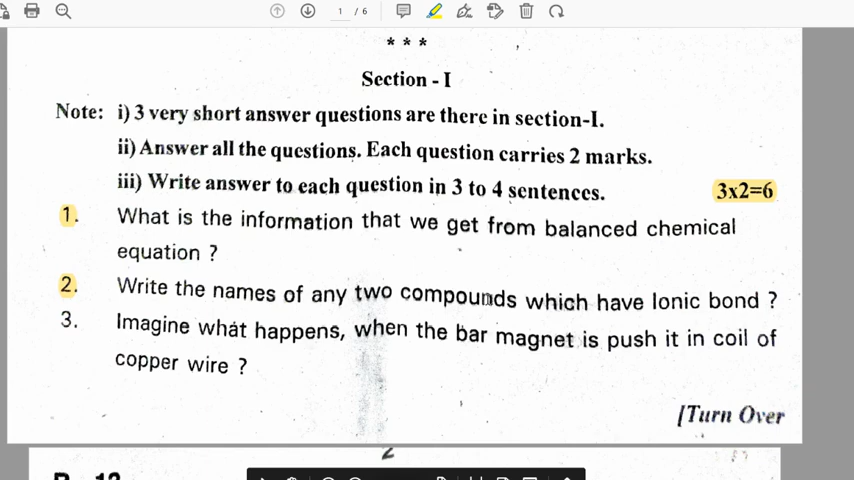 1 / 6
* * *
Section - I
Note: i) 3 very short answer questions are there in section-I.
ii) Answer all the questions. Each question carries 2 marks.
iii) Write answer to each question in 3 to 4 sentences. 3x2=6
1. What is the information that we get from balanced chemical
equation ?
2. Write the names of any two compounds which have Ionic bond ?
3. Imagine what happens, when the bar magnet is push it in coil of
copper wire ?
[Turn Over